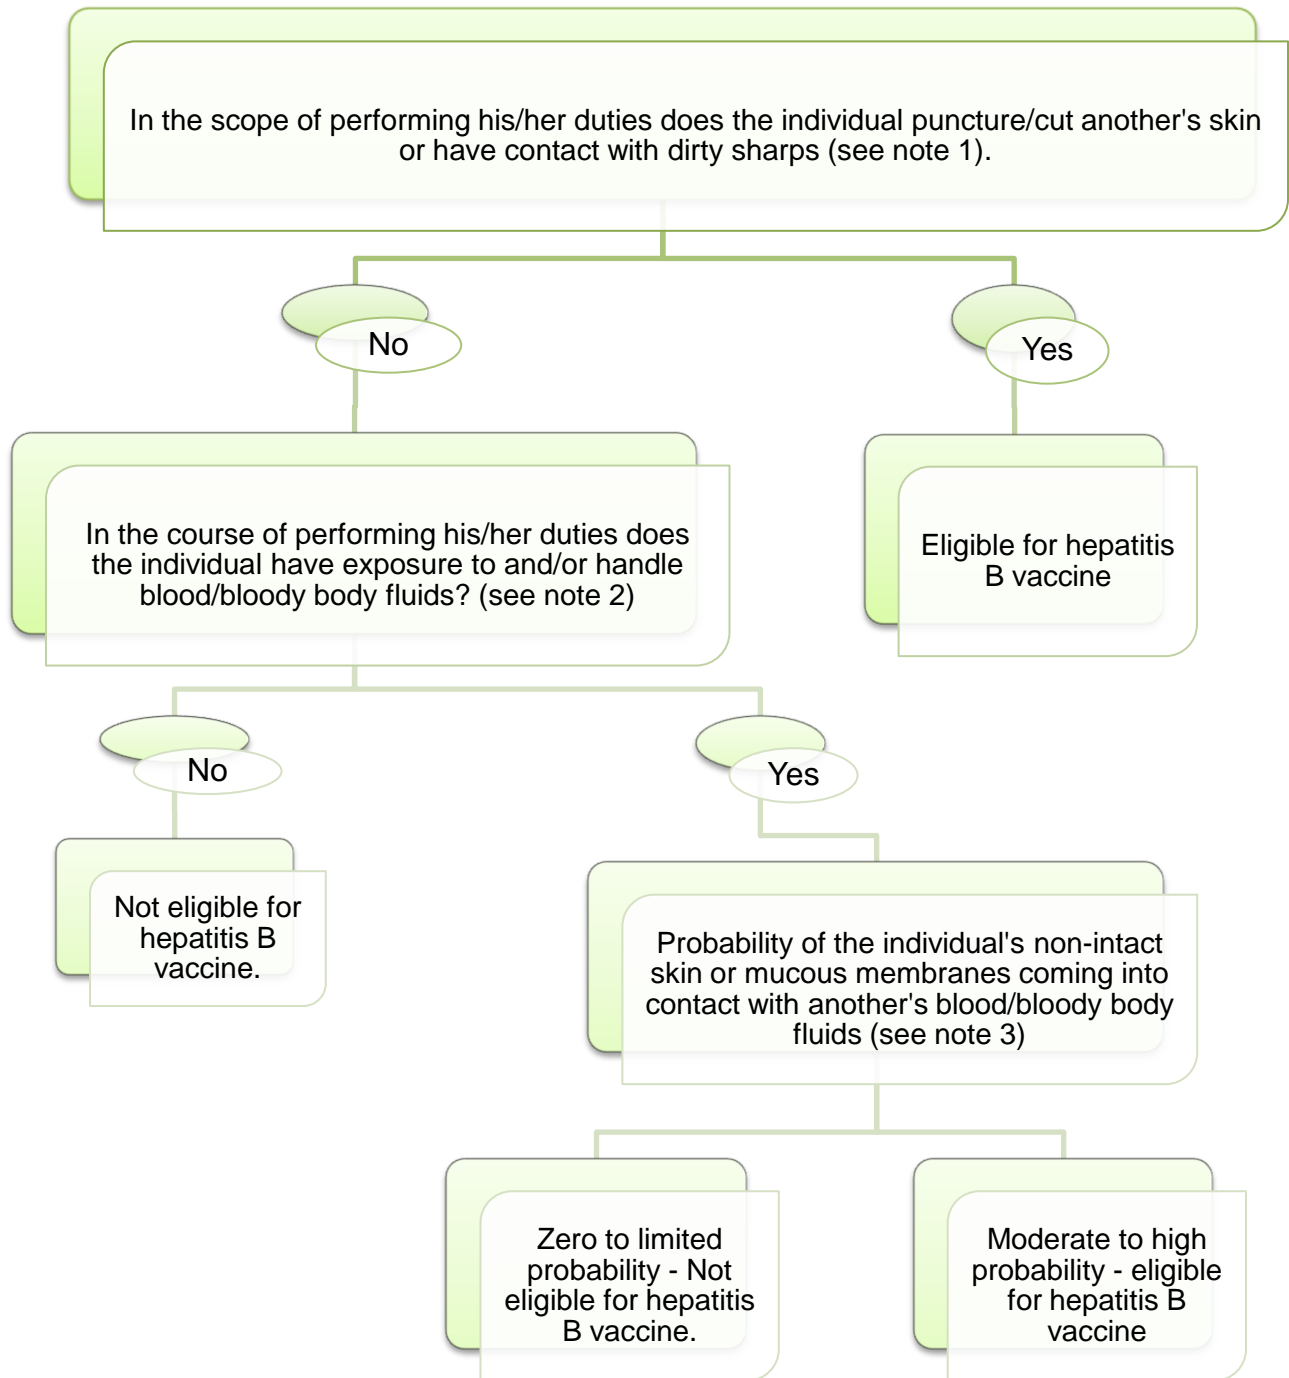 In the scope of performing his/her duties does the individual puncture/cut another's skin
or have contact with dirty sharps (see note 1).
No
Yes
In the course of performing his/her duties does
the individual have exposure to and/or handle
blood/bloody body fluids? (see note 2)
Eligible for hepatitis
B vaccine
No
Yes
Not eligible for
hepatitis B
vaccine.
Probability of the individual's non-intact
skin or mucous membranes coming into
contact with another's blood/bloody body
fluids (see note 3)
Zero to limited
probability - Not
eligible for hepatitis
B vaccine.
Moderate to high
probability - eligible
for hepatitis B
vaccine